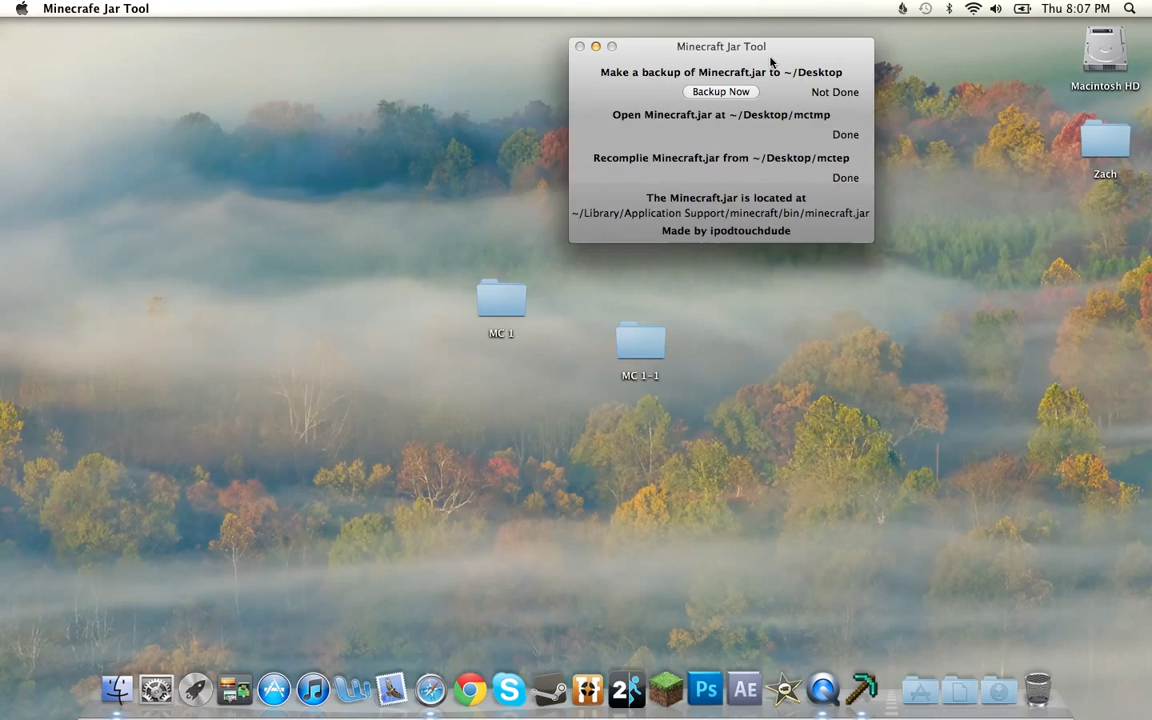 Minecrafe Jar Tool
Thu 8:07 PM
Minecraft Jar Tool
Make a backup of Minecraft.jar to ~/Desktop
Backup Now
Not Done
Open Minecraft.jar at ~/Desktop/mctmp
Done
Recomplie Minecraft.jar from ~/Desktop/mctep
Done
The Minecraft.jar is located at
~/Library/Application Support/minecraft/bin/minecraft.jar
Made by ipodtouchdude
Macintosh HD
Zach
MC 1
MC 1-1
2
Ps
AE